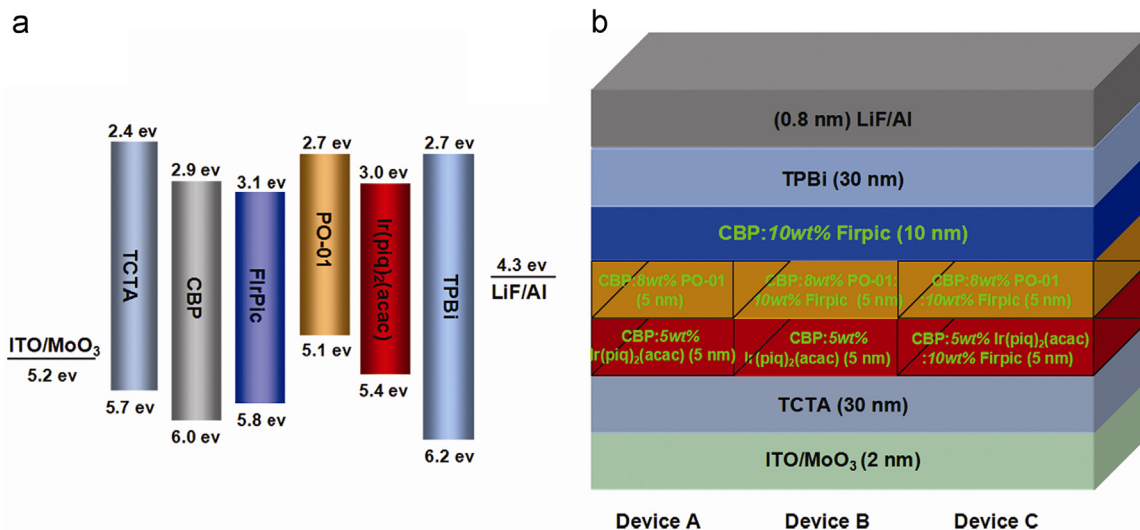 a
2.4 ev
2.9 ev
3.1 ev
2.7 ev
3.0 ev
2.7 ev
TCTA
CBP
FIrPic
PO-01
Ir(piq)₂(acac)
TPBi
4.3 ev
LiF/Al
ITO/MoO₃
5.2 ev
5.7 ev
6.0 ev
5.8 ev
5.1 ev
5.4 ev
6.2 ev
b
(0.8 nm) LiF/Al
TPBi (30 nm)
CBP:10wt% Firpic (10 nm)
CBP:8wt% PO-01
(5 nm)
CBP:8wt% PO-01:
10wt% Firpic (5 nm)
CBP:8wt% PO-01
:10wt% Firpic (5 nm)
CBP:5wt%
Ir(piq)₂(acac) (5 nm)
CBP:5wt%
Ir(piq)₂(acac) (5 nm)
CBP:5wt% Ir(piq)₂(acac)
:10wt% Firpic (5 nm)
TCTA (30 nm)
ITO/MoO₃ (2 nm)
Device A
Device B
Device C